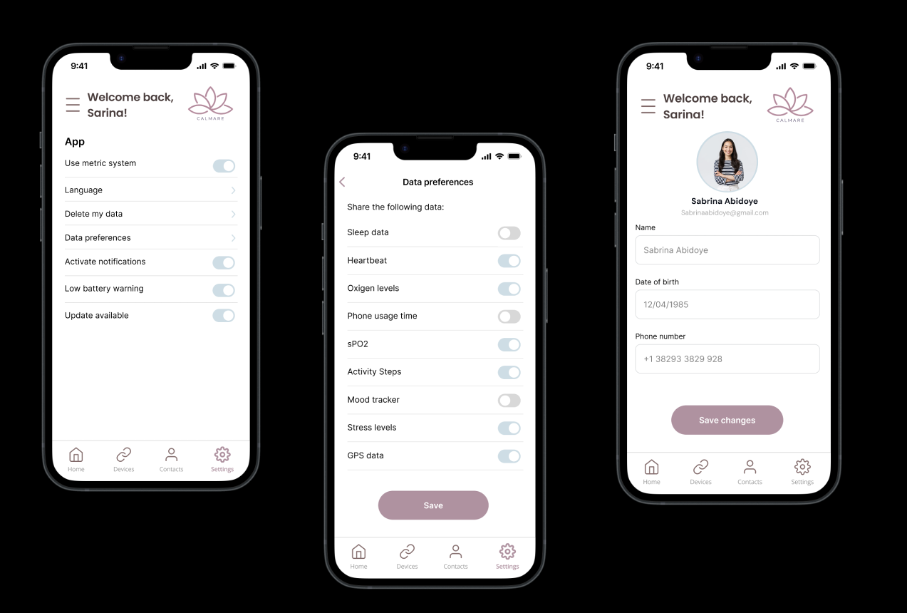 9:41
Welcome back,
Sarina!
CALMARE
App
Use metric system
Language
Delete my data
Data preferences
Activate notifications
Low battery warning
Update available
Home
Devices
Contacts
Settings
9:41
Data preferences
Share the following data:
Sleep data
Heartbeat
Oxigen levels
Phone usage time
sPO2
Activity Steps
Mood tracker
Stress levels
GPS data
Save
Home
Devices
Contacts
Settings
9:41
Welcome back,
Sarina!
CALMARE
Sabrina Abidoye
Sabrinaabidoye@gmail.com
Name
Sabrina Abidoye
Date of birth
12/04/1985
Phone number
+1 38293 3829 928
Save changes
Home
Devices
Contacts
Settings